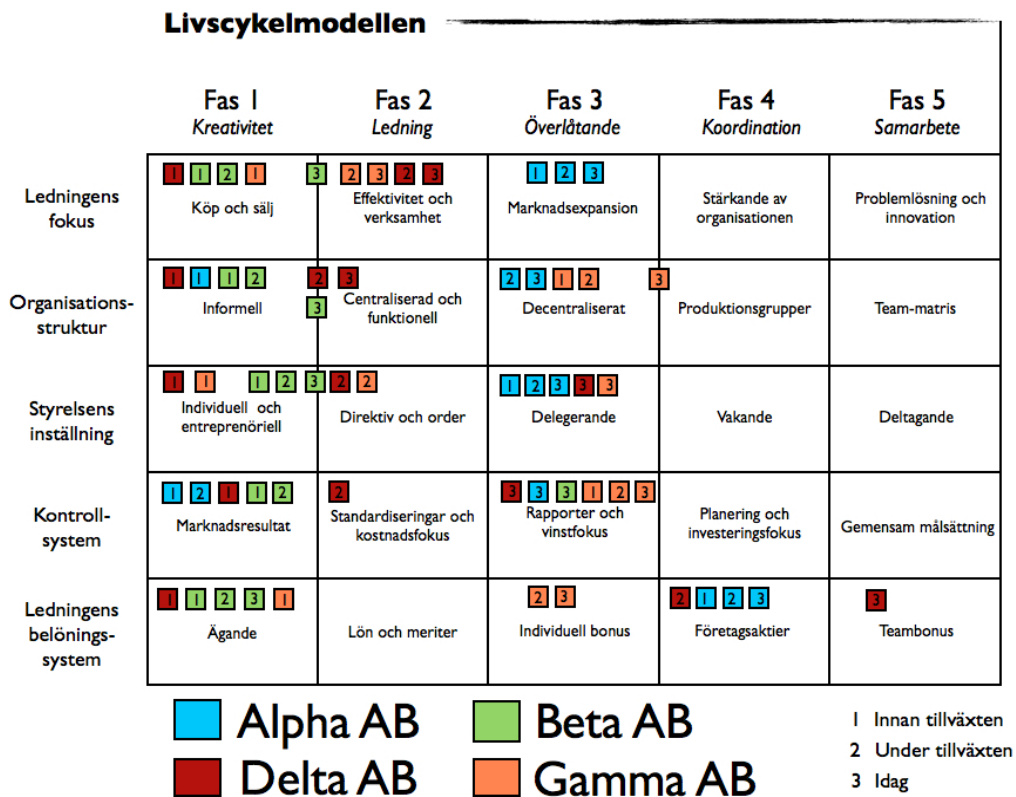 Livscykelmodellen
Fas 1
Kreativitet
Fas 2
Ledning
Fas 3
Överlåtande
Fas 4
Koordination
Fas 5
Samarbete
Ledningens
fokus
1 1 2 1
Köp och sälj
3 2 3 2 3
Effektivitet och
verksamhet
1 2 3
Marknadsexpansion
Stärkande av
organisationen
Problemlösning och
innovation
Organisations-
struktur
1 1 1 2
Informell
2 3
3
Centraliserad och
funktionell
2 3 1 2
Decentraliserat
3
Produktionsgrupper
Team-matris
Styrelsens
inställning
1 1 1 2 3 2 2
Individuell och
entreprenöriell
Direktiv och order
1 2 3 3 3
Delegerande
Vakande
Deltagande
Kontroll-
system
1 2 1 1 2
Marknadsresultat
2
Standardiseringar och
kostnadsfokus
3 3 3 1 2 3
Rapporter och
vinstfokus
Planering och
investeringsfokus
Gemensam målsättning
Ledningens
belönings-
system
1 1 2 3 1
Ägande
Lön och meriter
2 3
Individuell bonus
2 1 2 3
Företagsaktier
3
Teambonus
Alpha AB
Beta AB
Delta AB
Gamma AB
1 Innan tillväxten
2 Under tillväxten
3 Idag